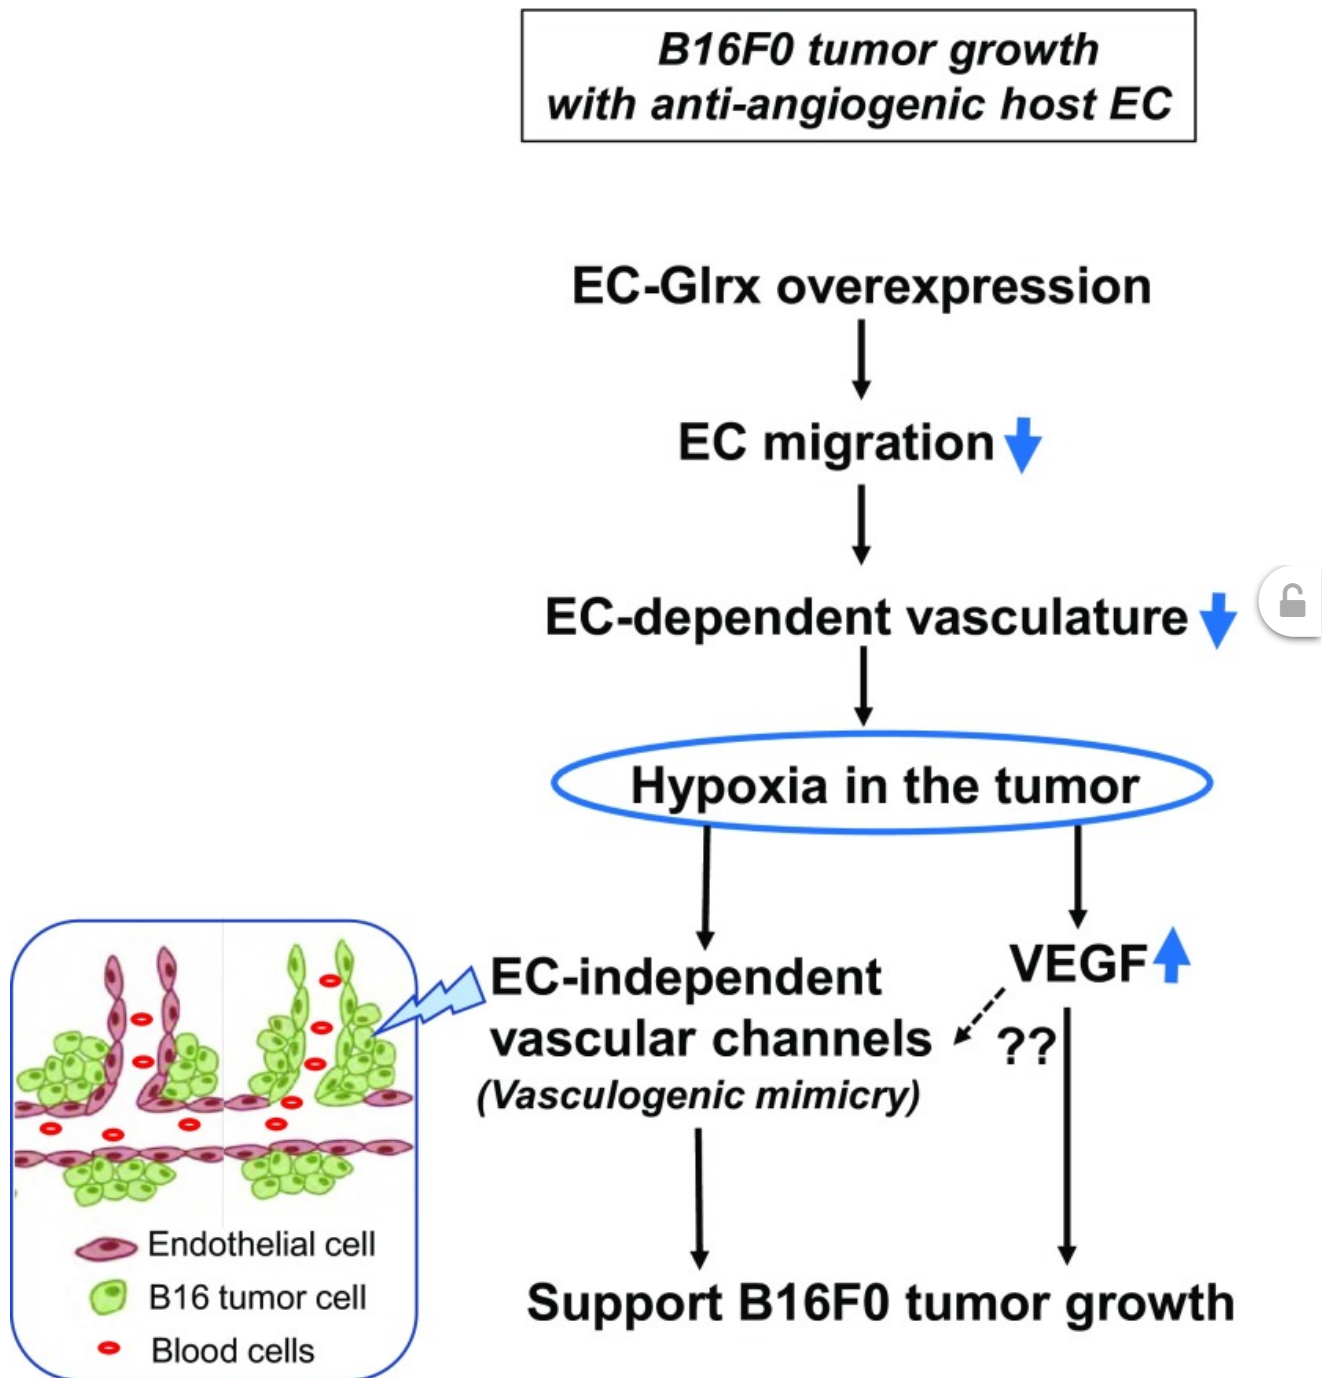 B16F0 tumor growth
with anti-angiogenic host EC
EC-Glrx overexpression
EC migration
EC-dependent vasculature
Hypoxia in the tumor
EC-independent
vascular channels
(Vasculogenic mimicry)
VEGF
??
Support B16F0 tumor growth
Endothelial cell
B16 tumor cell
Blood cells